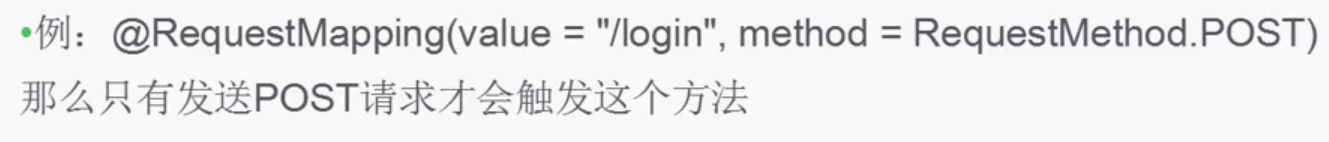 •例：@RequestMapping(value = "/login", method = RequestMethod.POST)
那么只有发送POST请求才会触发这个方法